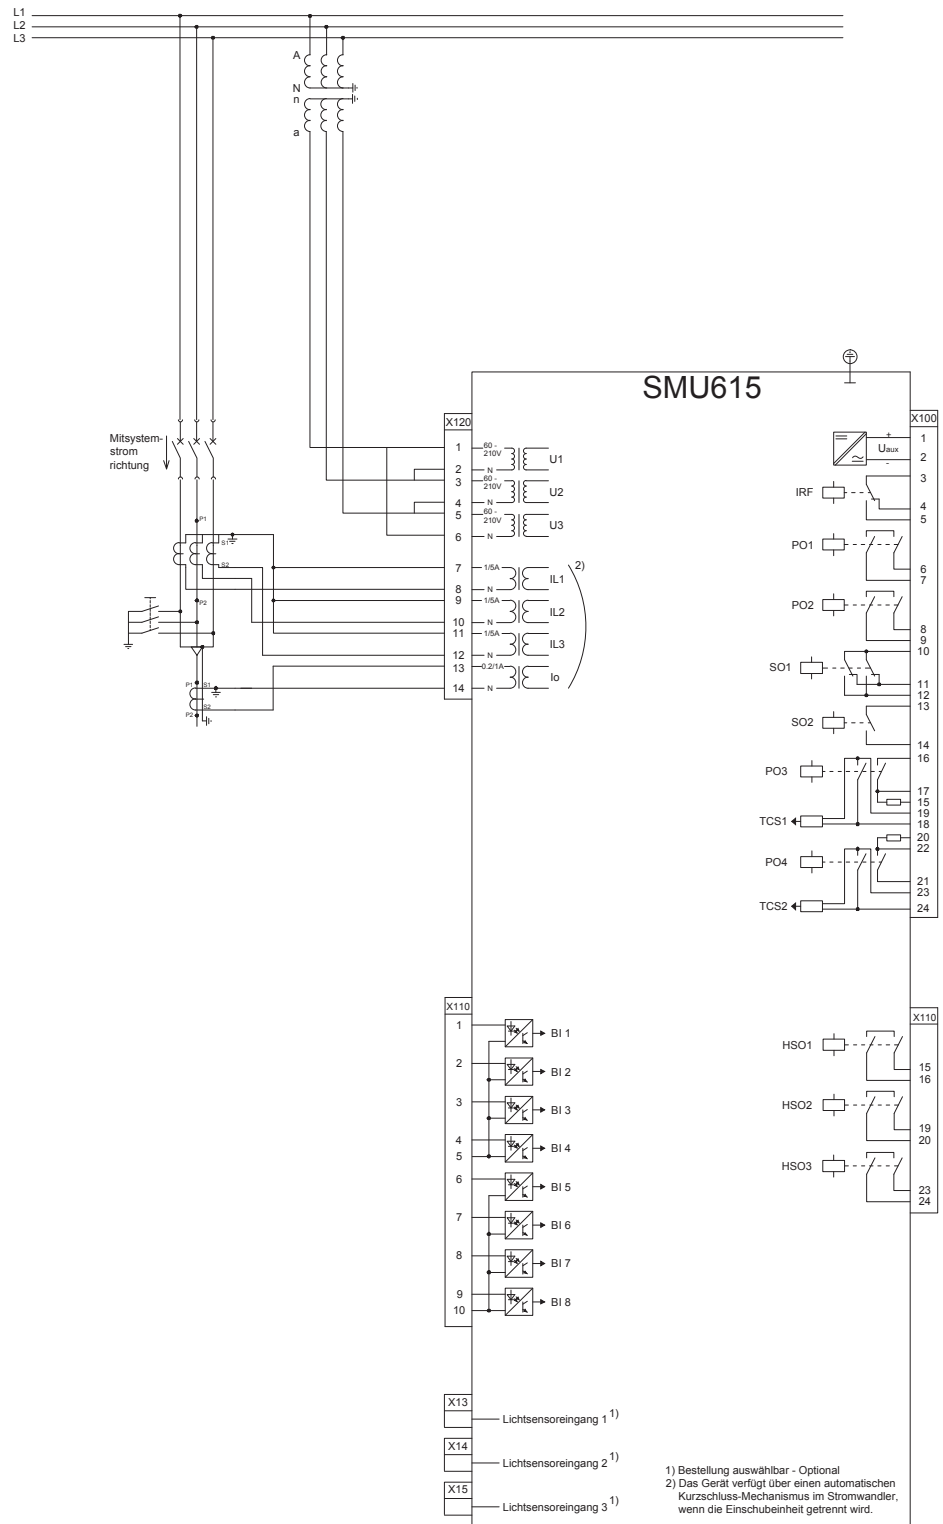 L1
L2
L3
A
N
n
a
SMU615
Mitsystem-
strom
richtung
P1
S1
S2
P2
P1 S1
S2
P2
X120
1 60 -
210V U1
2 N
3 60 -
210V U2
4 N
5 60 -
210V U3
6 N
7 1/5A IL1 2)
8 N
9 1/5A IL2
10 N
11 1/5A IL3
12 N
13 0.2/1A Io
14 N
X100
+ 1
Uaux
- 2
3
IRF 4
5
PO1 6
7
PO2 8
9
10
SO1 11
12
13
SO2 14
16
PO3 17
15
19
TCS1 18
20
22
PO4 21
23
TCS2 24
X110
1 BI 1
2 BI 2
3 BI 3
4 BI 4
5
6 BI 5
7 BI 6
8 BI 7
9 BI 8
10
X110
HSO1 15
16
HSO2 19
20
HSO3 23
24
X13
Lichtsensoreingang 1 1)
X14
Lichtsensoreingang 2 1)
X15
Lichtsensoreingang 3 1)
1) Bestellung auswählbar - Optional
2) Das Gerät verfügt über einen automatischen
Kurzschluss-Mechanismus im Stromwandler,
wenn die Einschubeinheit getrennt wird.